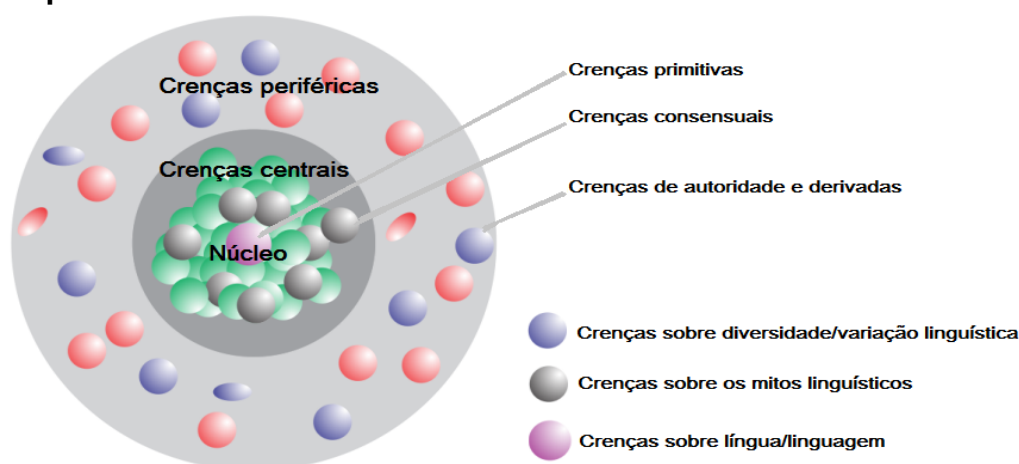 Crenças primitivas
Crenças periféricas
Crenças consensuais
Crenças centrais
Crenças de autoridade e derivadas
Núcleo
Crenças sobre diversidade/variação linguística
Crenças sobre os mitos linguísticos
Crenças sobre língua/linguagem